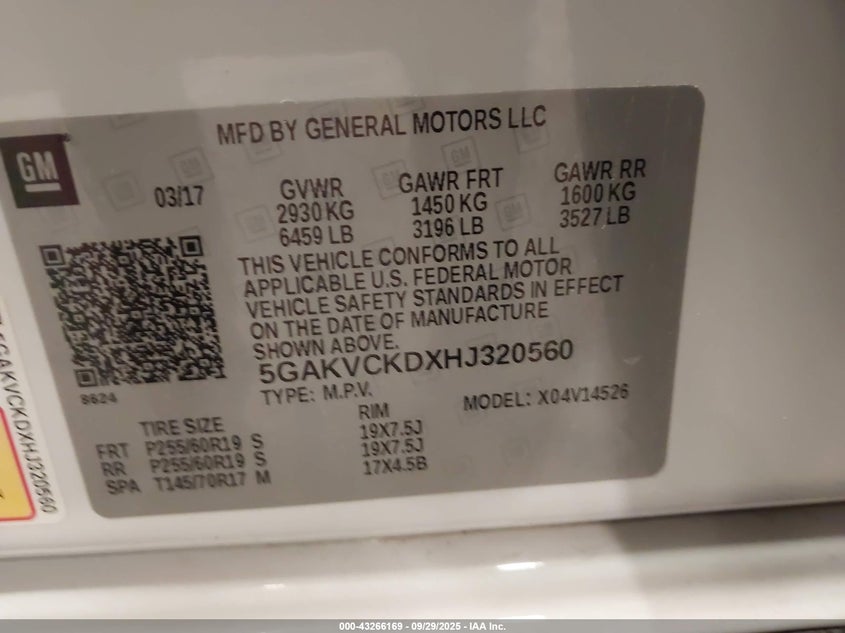 MFD BY GENERAL MOTORS LLC
GM
03/17
GVWR GAWR FRT GAWR RR
2930 KG 1450 KG 1600 KG
6459 LB 3196 LB 3527 LB
THIS VEHICLE CONFORMS TO ALL
APPLICABLE U.S. FEDERAL MOTOR
VEHICLE SAFETY STANDARDS IN EFFECT
ON THE DATE OF MANUFACTURE
SHOWN ABOVE.
5GAKVCKDXHJ320560
8624
TYPE: M.P.V. MODEL: X04V14526
TIRE SIZE RIM
FRT P255/60R19 S 19X7.5J
RR P255/60R19 S 19X7.5J
SPA T145/70R17 M 17X4.5B
5GAKVCKDXHJ320560
000-43266169 - 09/29/2025 - IAA Inc.